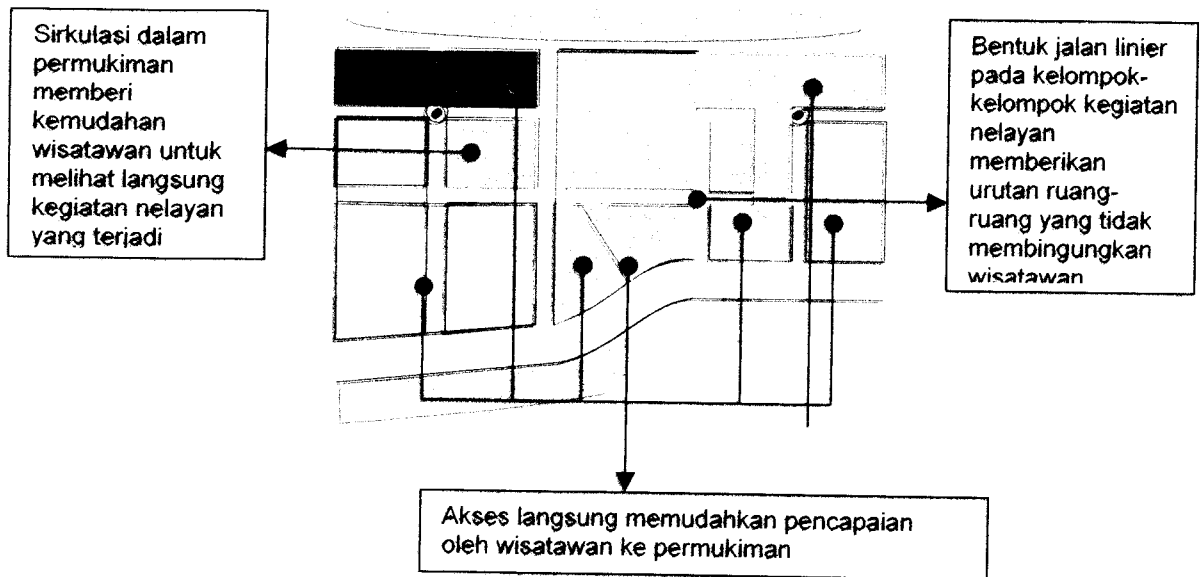 Sirkulasi dalam
permukiman
memberi
kemudahan
wisatawan untuk
melihat langsung
kegiatan nelayan
yang terjadi
Bentuk jalan linier
pada kelompok-
kelompok kegiatan
nelayan
memberikan
urutan ruang-
ruang yang tidak
membingungkan
wisatawan
Akses langsung memudahkan pencapaian
oleh wisatawan ke permukiman